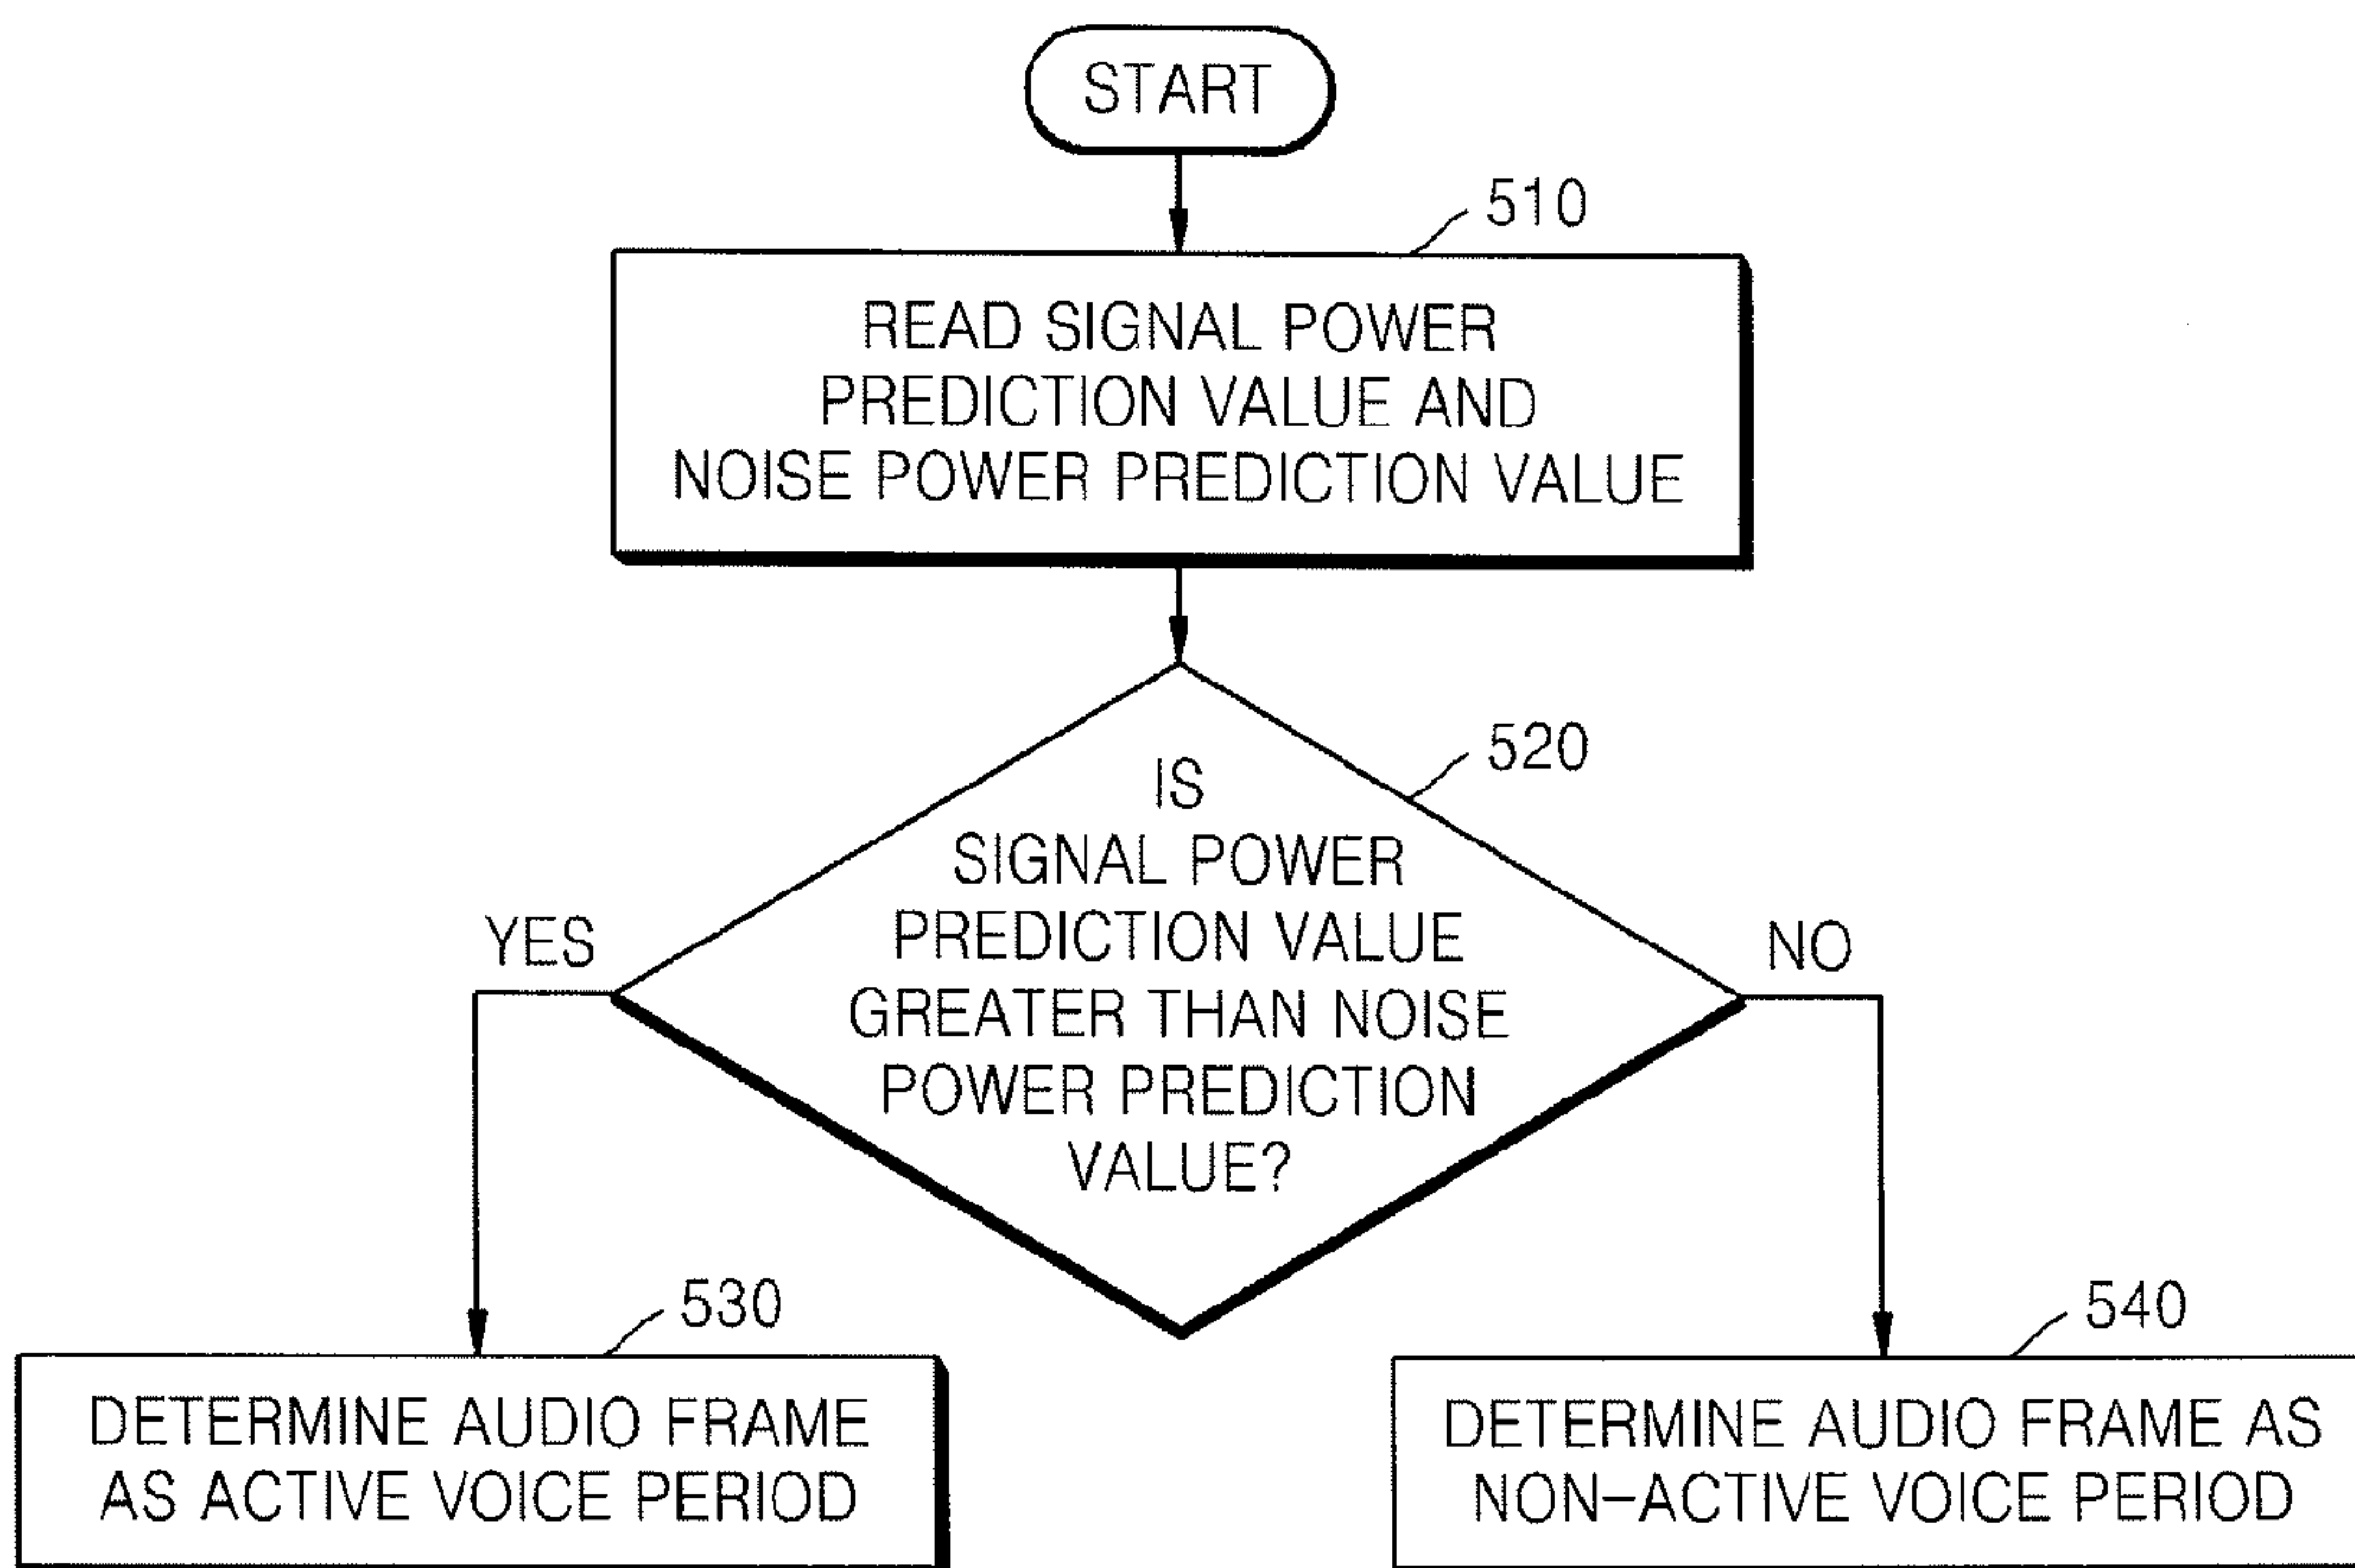 START
510
READ SIGNAL POWER
PREDICTION VALUE AND
NOISE POWER PREDICTION VALUE
520
IS
SIGNAL POWER
PREDICTION VALUE
GREATER THAN NOISE
POWER PREDICTION
VALUE?
YES
NO
530
DETERMINE AUDIO FRAME
AS ACTIVE VOICE PERIOD
540
DETERMINE AUDIO FRAME AS
NON-ACTIVE VOICE PERIOD